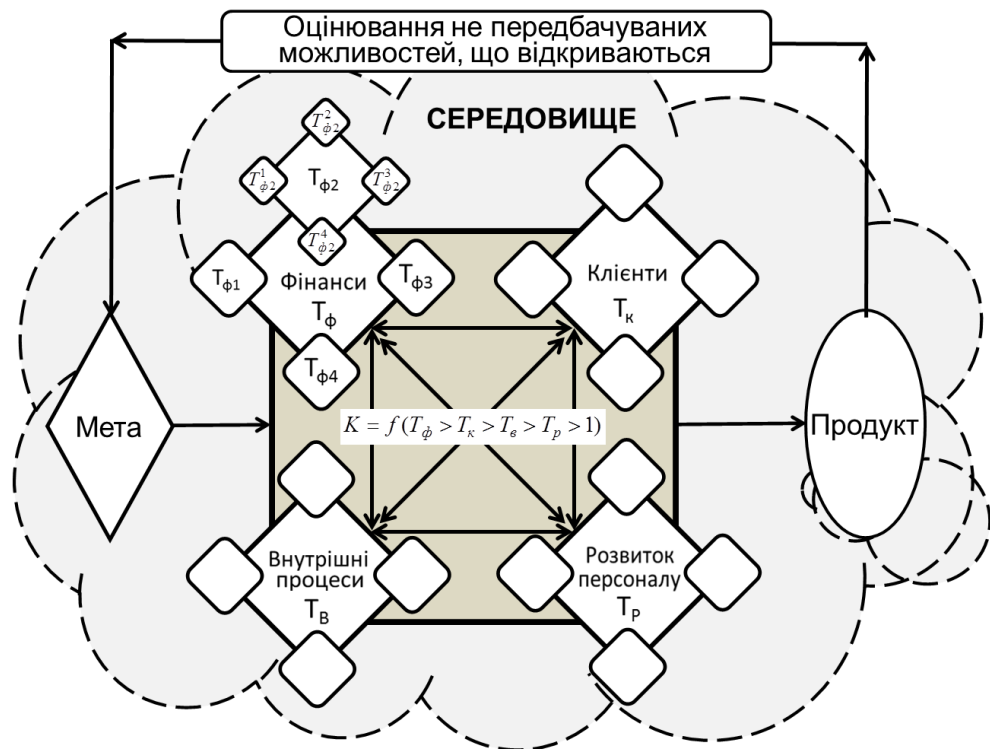 Оцінювання не передбачуваних
можливостей, що відкриваються
СЕРЕДОВИЩЕ
T²ф2
T¹ф2
Tф2
T³ф2
T⁴ф2
Тф1
Фінанси
Тф
Тф3
Тф4
Клієнти
Тк
Мета
K = f(Tф > Tк > Tв > Tр > 1)
Продукт
Внутрішні
процеси
ТВ
Розвиток
персоналу
ТР